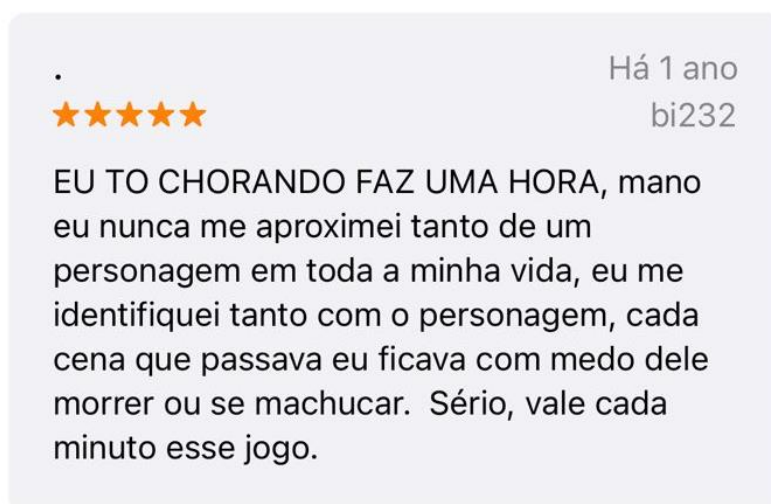 .
Há 1 ano
★★★★★
bi232
EU TO CHORANDO FAZ UMA HORA, mano
eu nunca me aproximei tanto de um
personagem em toda a minha vida, eu me
identifiquei tanto com o personagem, cada
cena que passava eu ficava com medo dele
morrer ou se machucar.  Sério, vale cada
minuto esse jogo.